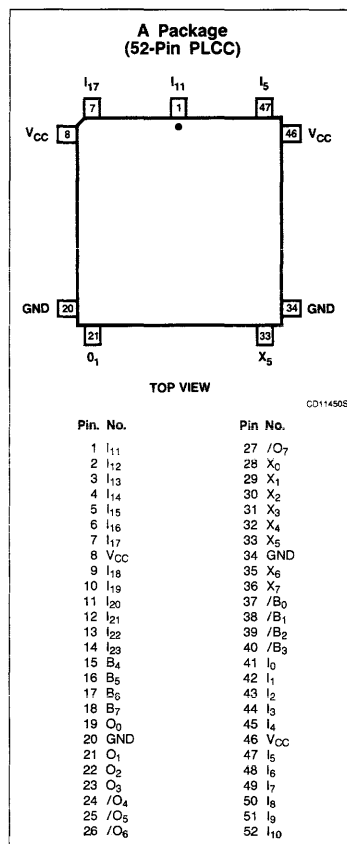 A Package
(52-Pin PLCC)
I17 I11 I5
7 1 47
VCC 8 46 VCC
GND 20 34 GND
21 33
O1 X5
TOP VIEW
CD11450S
Pin. No. Pin No.
1 I11 27 /O7
2 I12 28 X0
3 I13 29 X1
4 I14 30 X2
5 I15 31 X3
6 I16 32 X4
7 I17 33 X5
8 VCC 34 GND
9 I18 35 X6
10 I19 36 X7
11 I20 37 /B0
12 I21 38 /B1
13 I22 39 /B2
14 I23 40 /B3
15 B4 41 I0
16 B5 42 I1
17 B6 43 I2
18 B7 44 I3
19 O0 45 I4
20 GND 46 VCC
21 O1 47 I5
22 O2 48 I6
23 O3 49 I7
24 /O4 50 I8
25 /O5 51 I9
26 /O6 52 I10